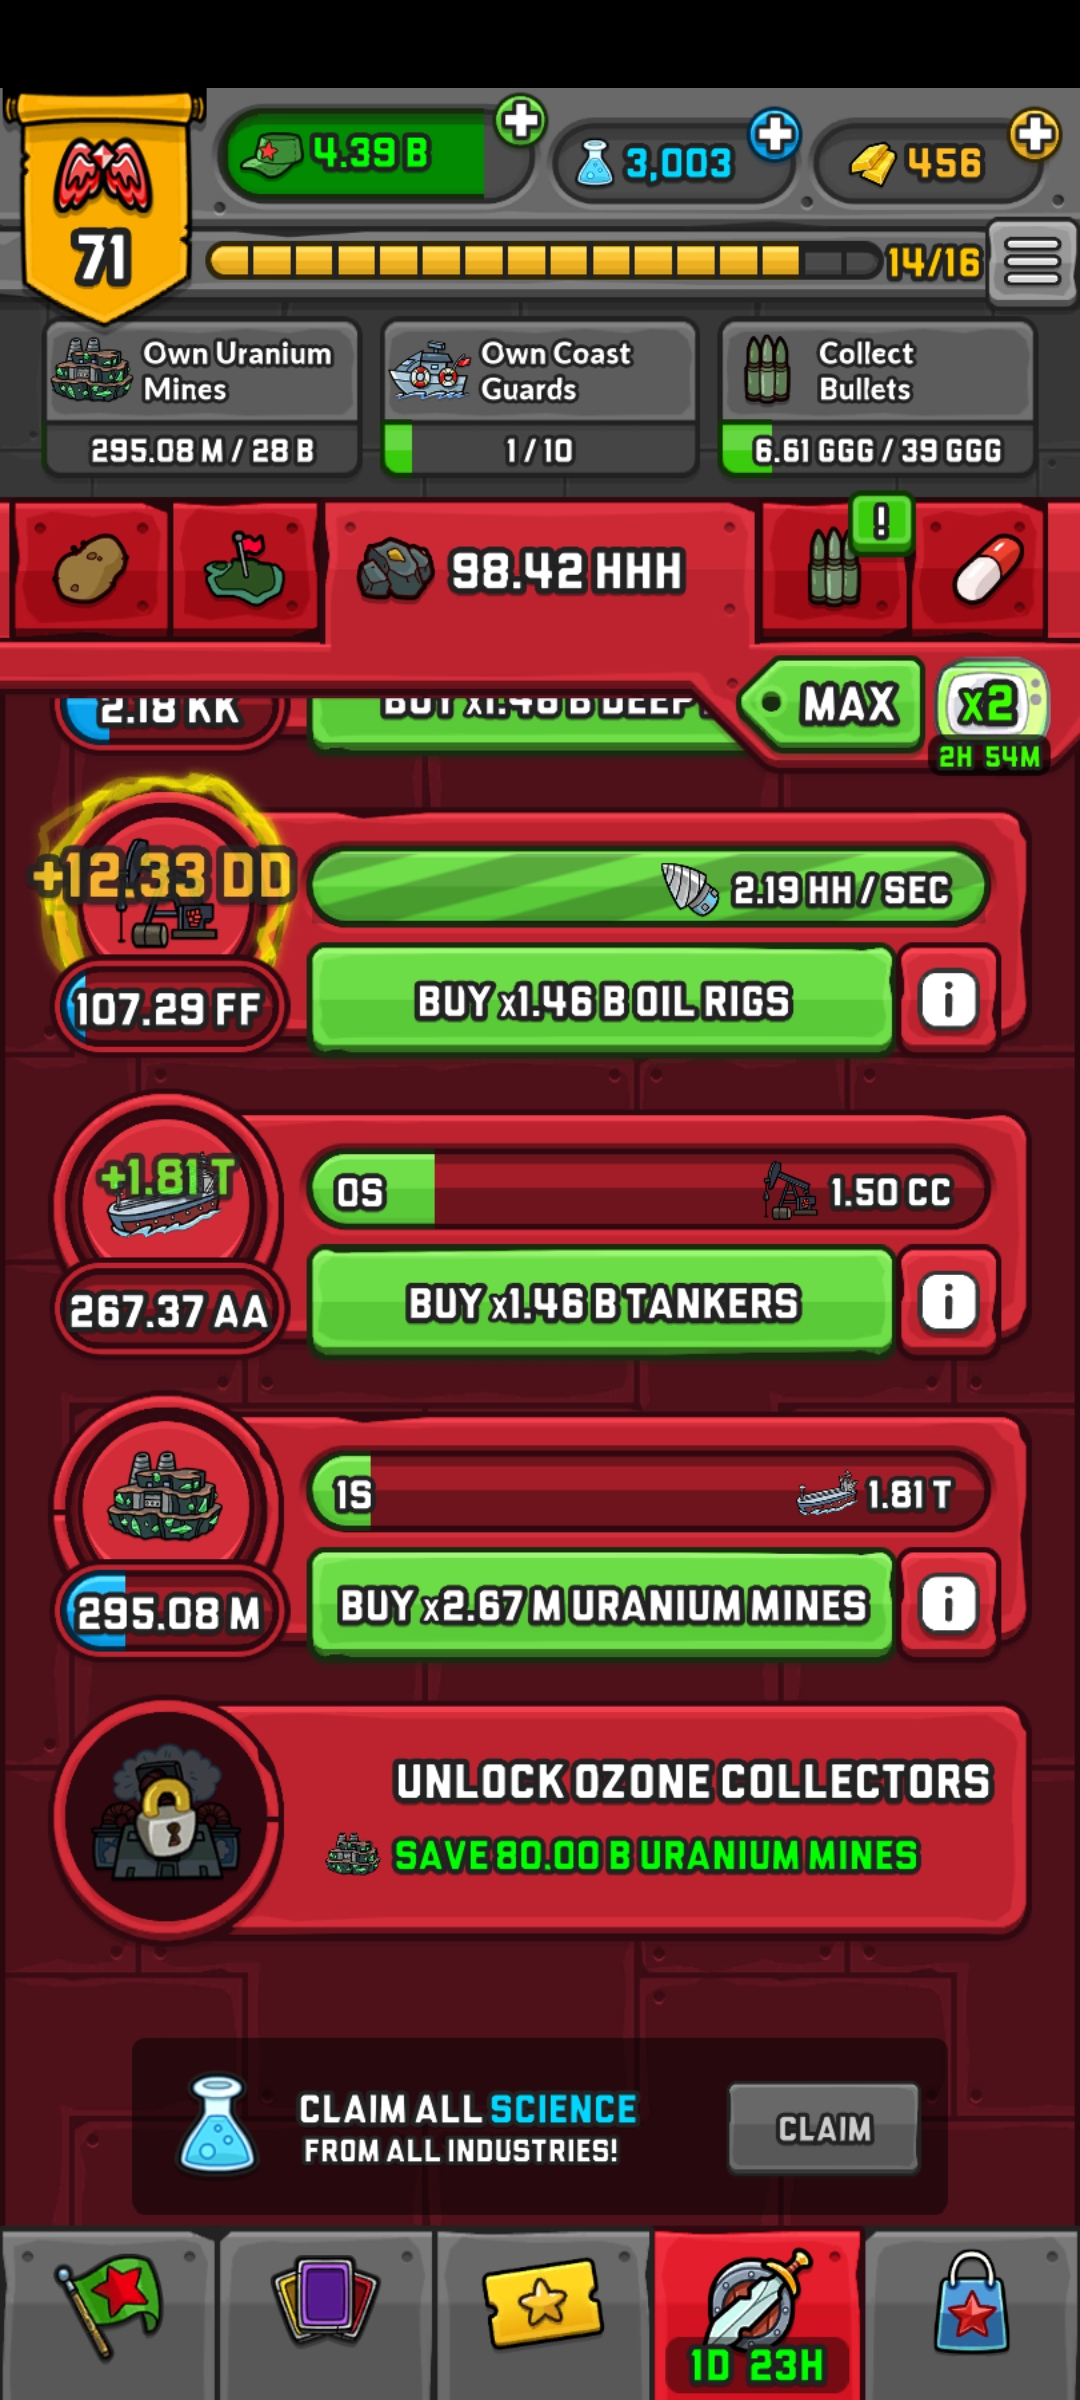 4.39 B
3,003
456
71
14/16
Own Uranium
Mines
295.08 M / 28 B
Own Coast
Guards
1 / 10
Collect
Bullets
6.61 GGG / 39 GGG
!
98.42 HHH
MAX
x2
2H 54M
2.18 KK
BUY x1.46 B DEEP
+12.33 DD
2.19 HH / SEC
107.29 FF
BUY x1.46 B OIL RIGS
i
+1.81 T
0S
1.50 CC
267.37 AA
BUY x1.46 B TANKERS
i
1S
1.81 T
295.08 M
BUY x2.67 M URANIUM MINES
i
UNLOCK OZONE COLLECTORS
SAVE 80.00 B URANIUM MINES
CLAIM ALL SCIENCE
FROM ALL INDUSTRIES!
CLAIM
1D 23H